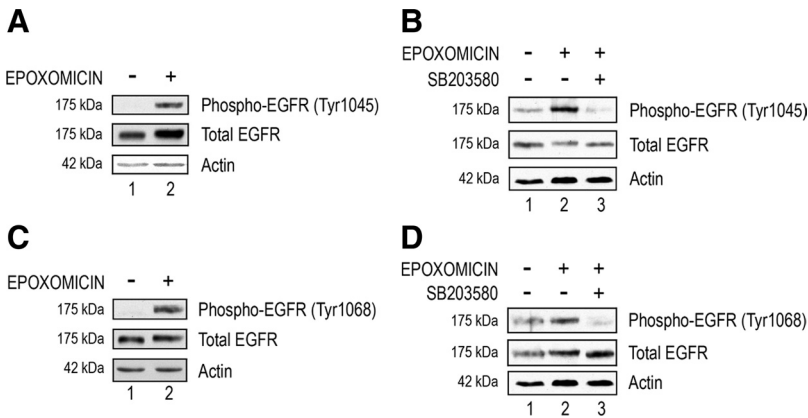 A
EPOXOMICIN - +
175 kDa Phospho-EGFR (Tyr1045)
175 kDa Total EGFR
42 kDa Actin
1 2
B
EPOXOMICIN - + +
SB203580 - - +
175 kDa Phospho-EGFR (Tyr1045)
175 kDa Total EGFR
42 kDa Actin
1 2 3
C
EPOXOMICIN - +
175 kDa Phospho-EGFR (Tyr1068)
175 kDa Total EGFR
42 kDa Actin
1 2
D
EPOXOMICIN - + +
SB203580 - - +
175 kDa Phospho-EGFR (Tyr1068)
175 kDa Total EGFR
42 kDa Actin
1 2 3